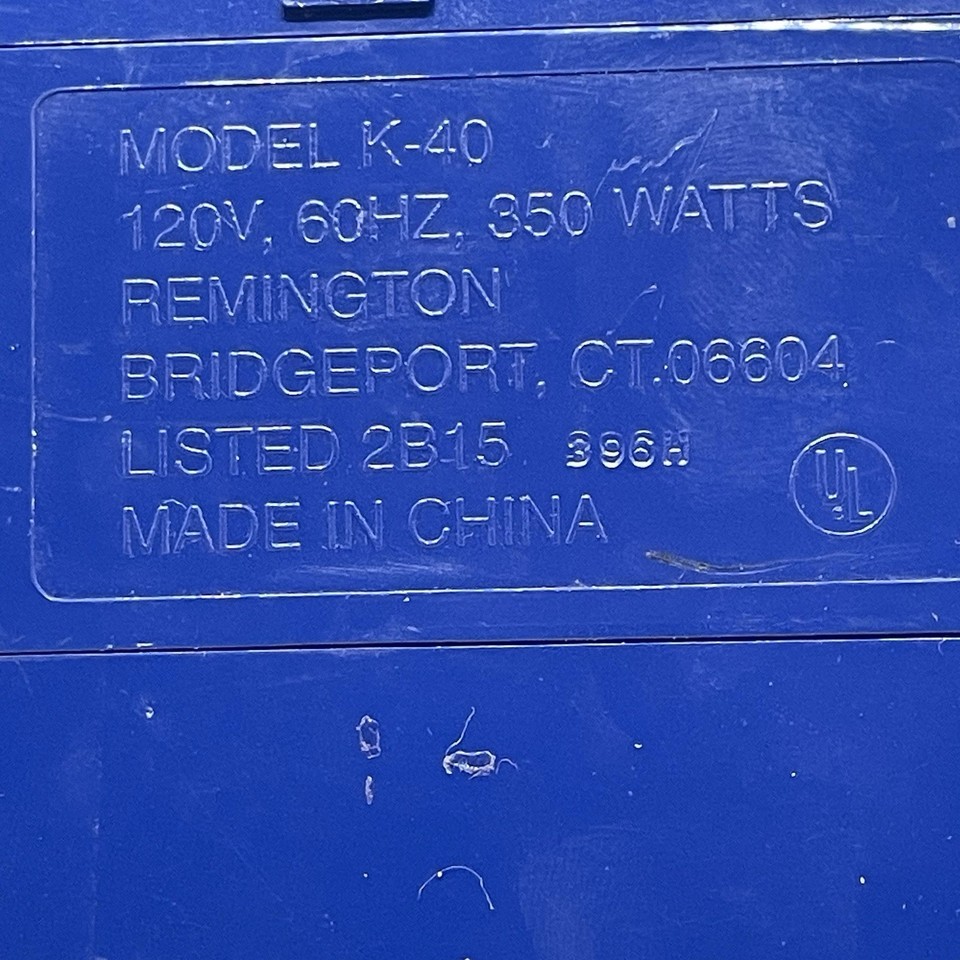 MODEL K-40
120V, 60HZ, 350 WATTS
REMINGTON
BRIDGEPORT, CT.06604
LISTED 2B15 396H
UL
MADE IN CHINA